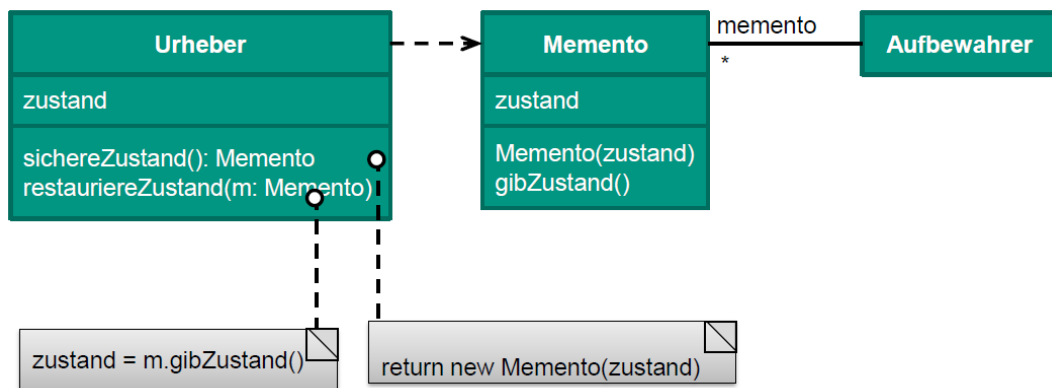 Urheber
zustand
sichereZustand(): Memento
restauriereZustand(m: Memento)
Memento
zustand
Memento(zustand)
gibZustand()
memento
*
Aufbewahrer
zustand = m.gibZustand()
return new Memento(zustand)